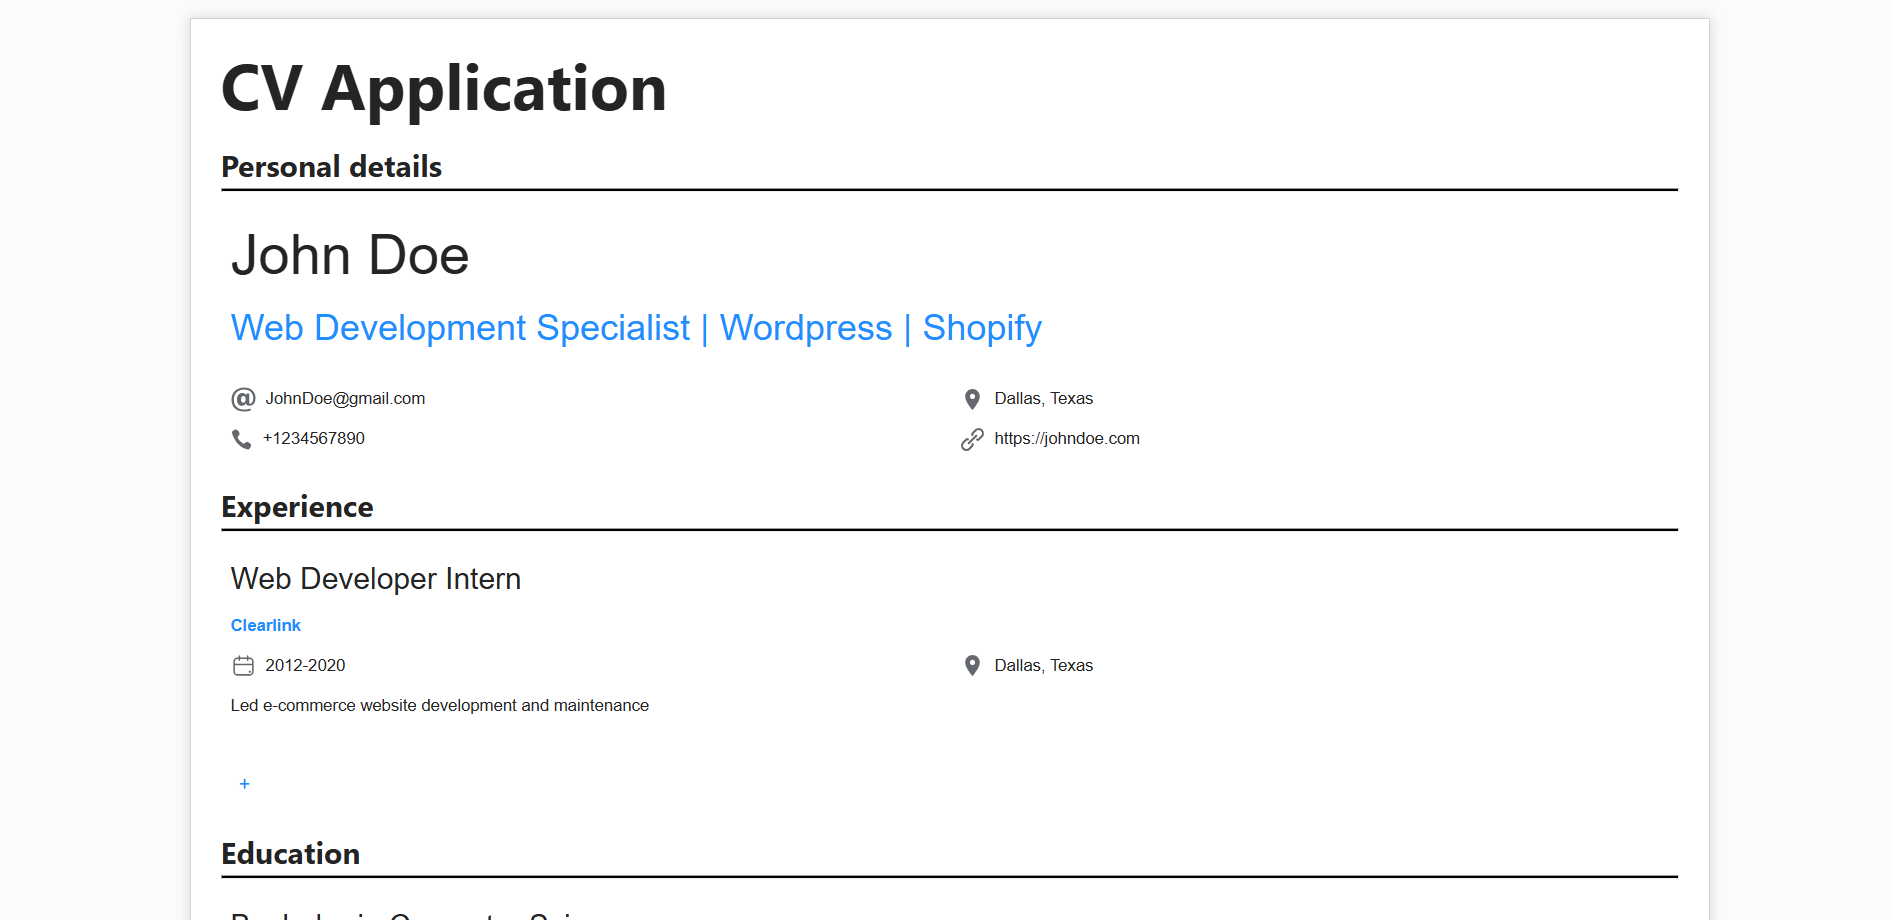 CV Application
Personal details
John Doe
Web Development Specialist | Wordpress | Shopify
JohnDoe@gmail.com
Dallas, Texas
+1234567890
https://johndoe.com
Experience
Web Developer Intern
Clearlink
2012-2020
Dallas, Texas
Led e-commerce website development and maintenance
+
Education